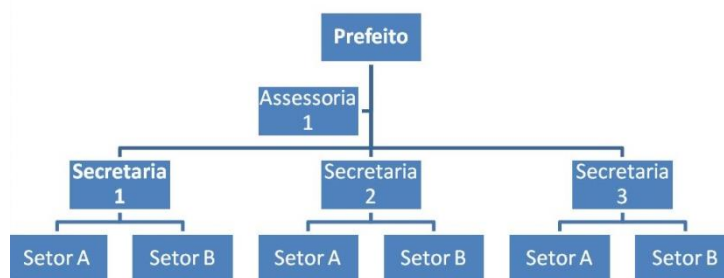 Prefeito
Assessoria
1
Secretaria
1
Secretaria
2
Secretaria
3
Setor A
Setor B
Setor A
Setor B
Setor A
Setor B